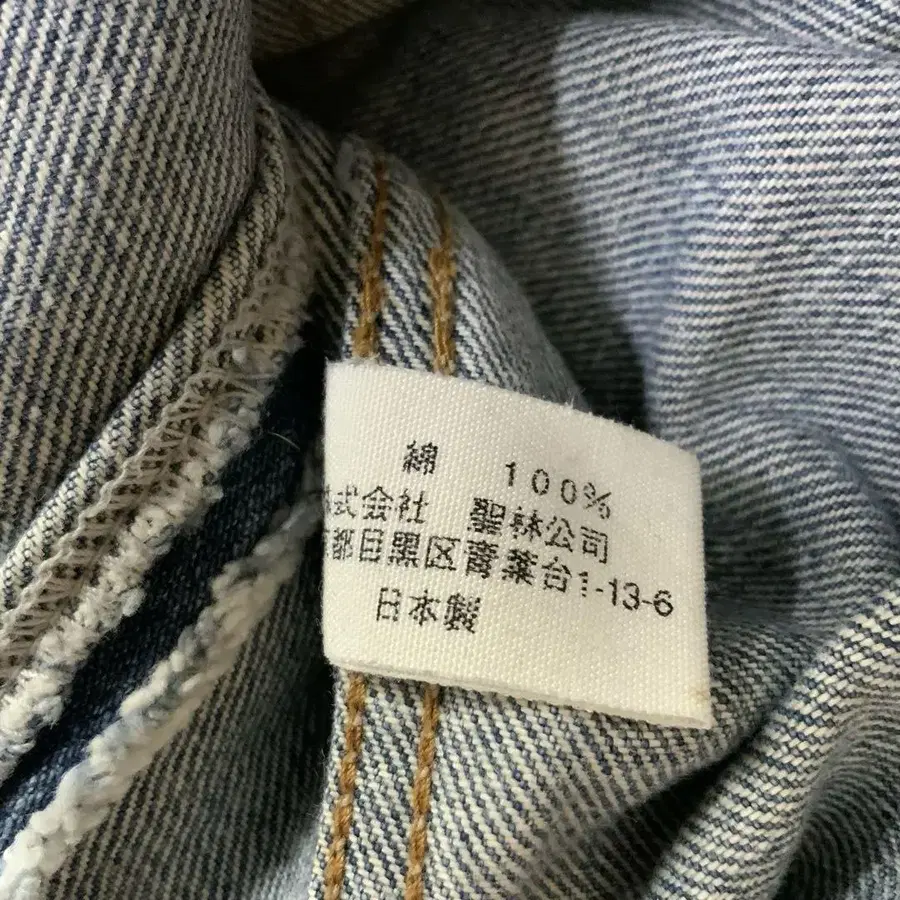 綿 100%
株式会社 聖林公司
都目黒区青葉台1-13-6
日本製